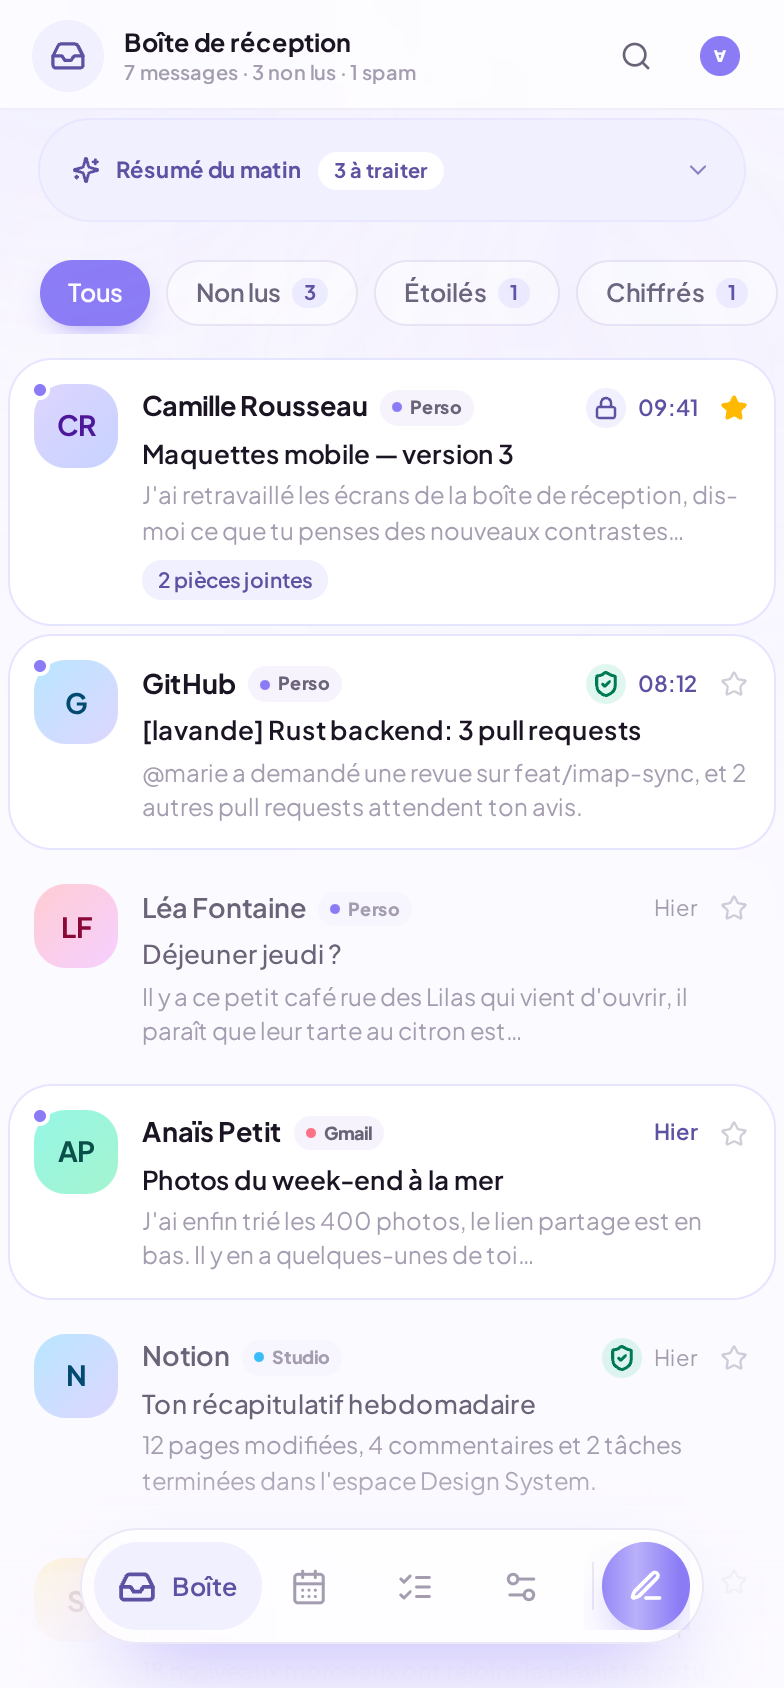 Boîte de réception
7 messages · 3 non lus · 1 spam
∀
Résumé du matin 3 à traiter
Tous Non lus 3 Étoilés 1 Chiffrés 1
CR
Camille Rousseau Perso 09:41
Maquettes mobile — version 3
J'ai retravaillé les écrans de la boîte de réception, dis-
moi ce que tu penses des nouveaux contrastes…
2 pièces jointes
G
GitHub Perso 08:12
[lavande] Rust backend: 3 pull requests
@marie a demandé une revue sur feat/imap-sync, et 2
autres pull requests attendent ton avis.
LF
Léa Fontaine Perso Hier
Déjeuner jeudi ?
Il y a ce petit café rue des Lilas qui vient d'ouvrir, il
paraît que leur tarte au citron est…
AP
Anaïs Petit Gmail Hier
Photos du week-end à la mer
J'ai enfin trié les 400 photos, le lien partage est en
bas. Il y en a quelques-unes de toi…
N
Notion Studio Hier
Ton récapitulatif hebdomadaire
12 pages modifiées, 4 commentaires et 2 tâches
terminées dans l'espace Design System.
S
Boîte